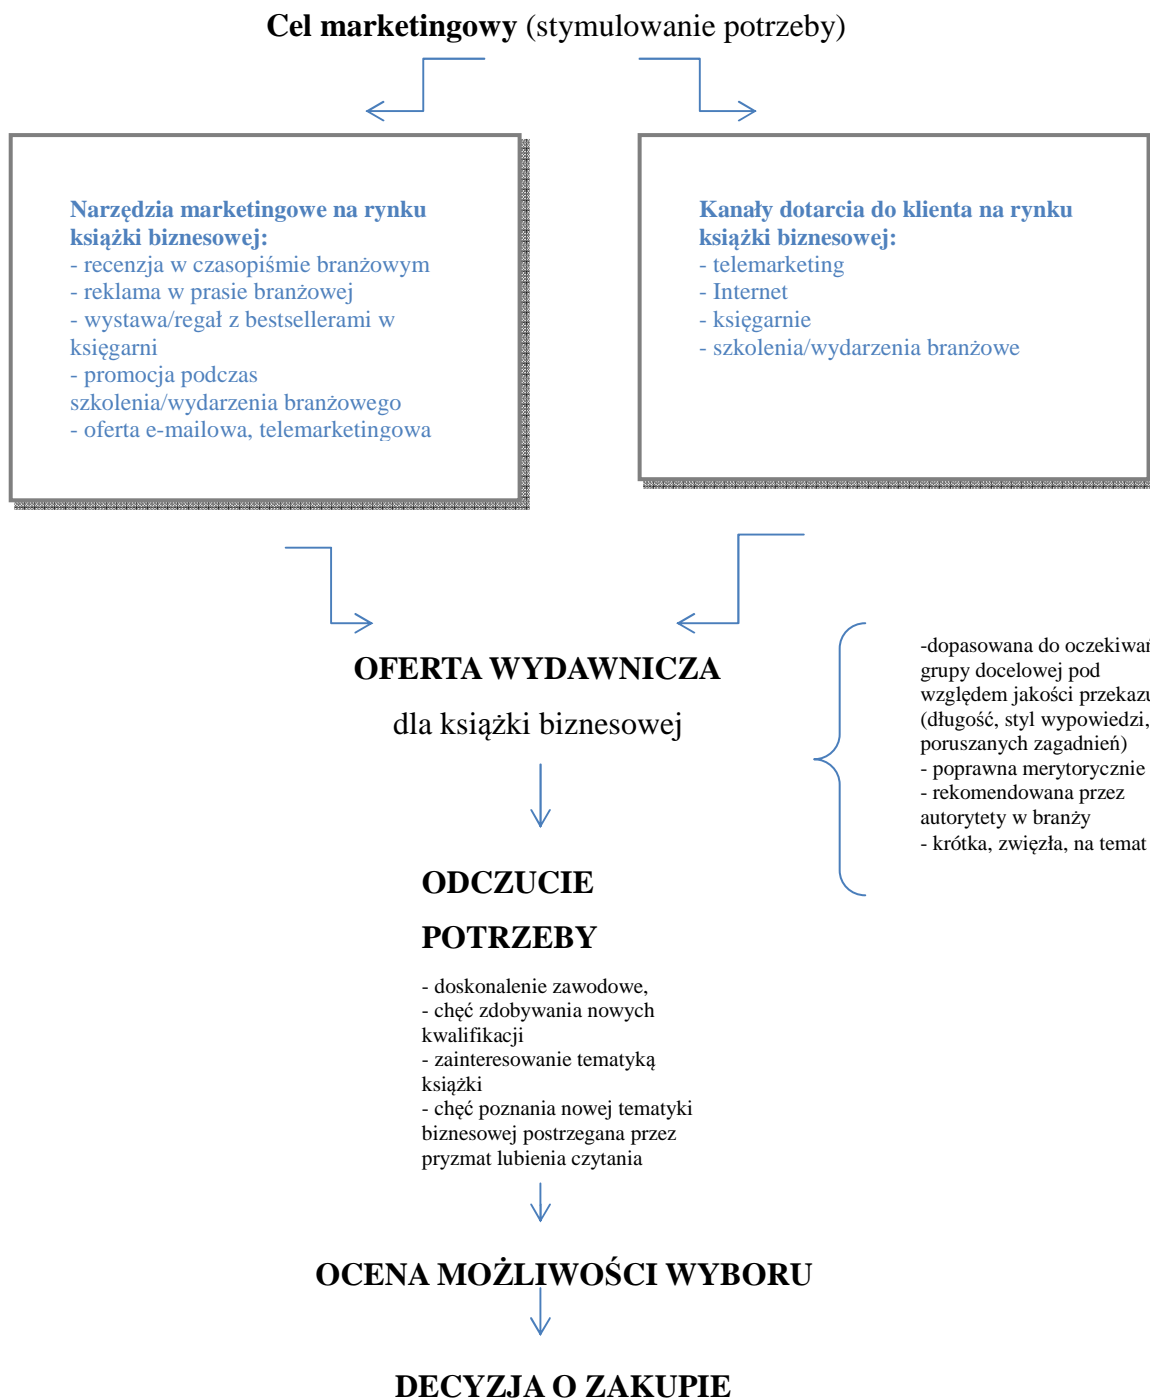 Cel marketingowy (stymulowanie potrzeby)
Narzędzia marketingowe na rynku
książki biznesowej:
- recenzja w czasopiśmie branżowym
- reklama w prasie branżowej
- wystawa/regał z bestsellerami w
księgarni
- promocja podczas
szkolenia/wydarzenia branżowego
- oferta e-mailowa, telemarketingowa
Kanały dotarcia do klienta na rynku
książki biznesowej:
- telemarketing
- Internet
- księgarnie
- szkolenia/wydarzenia branżowe
OFERTA WYDAWNICZA
dla książki biznesowej
-dopasowana do oczekiwań
grupy docelowej pod
względem jakości przekazu
(długość, styl wypowiedzi,
poruszanych zagadnień)
- poprawna merytorycznie
- rekomendowana przez
autorytety w branży
- krótka, zwięzła, na temat
ODCZUCIE
POTRZEBY
- doskonalenie zawodowe,
- chęć zdobywania nowych
kwalifikacji
- zainteresowanie tematyką
książki
- chęć poznania nowej tematyki
biznesowej postrzegana przez
pryzmat lubienia czytania
OCENA MOŻLIWOŚCI WYBORU
DECYZJA O ZAKUPIE